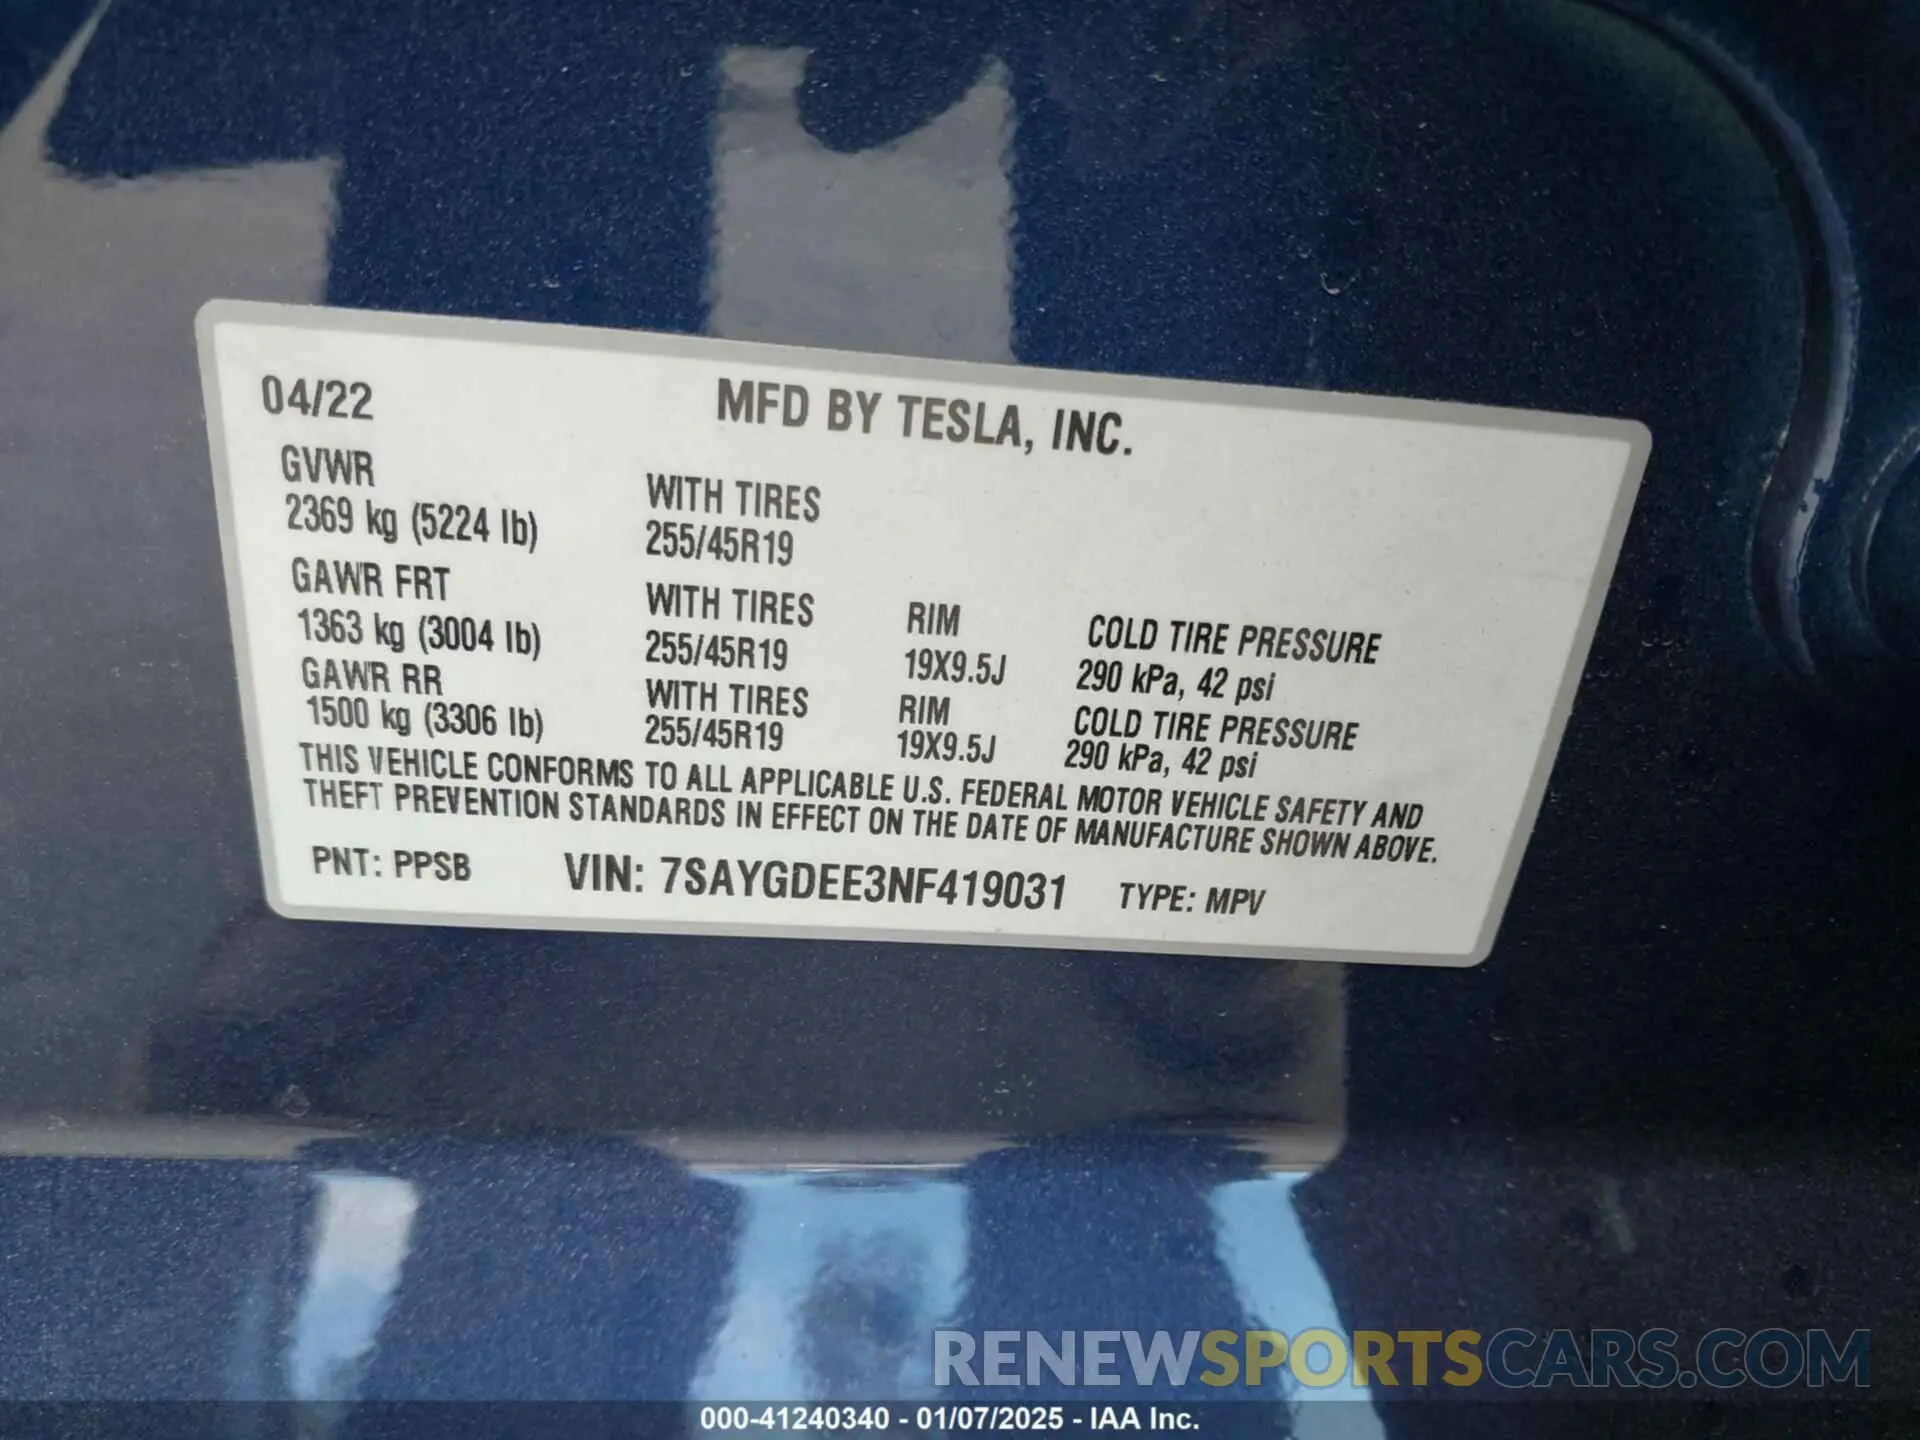 04/22 MFD BY TESLA, INC.
GVWR WITH TIRES
2369 kg (5224 lb) 255/45R19
GAWR FRT WITH TIRES RIM COLD TIRE PRESSURE
1363 kg (3004 lb) 255/45R19 19X9.5J 290 kPa, 42 psi
GAWR RR WITH TIRES RIM COLD TIRE PRESSURE
1500 kg (3306 lb) 255/45R19 19X9.5J 290 kPa, 42 psi
THIS VEHICLE CONFORMS TO ALL APPLICABLE U.S. FEDERAL MOTOR VEHICLE SAFETY AND
THEFT PREVENTION STANDARDS IN EFFECT ON THE DATE OF MANUFACTURE SHOWN ABOVE.
PNT: PPSB VIN: 7SAYGDEE3NF419031 TYPE: MPV
RENEWSPORTSCARS.COM
000-41240340 - 01/07/2025 - IAA Inc.